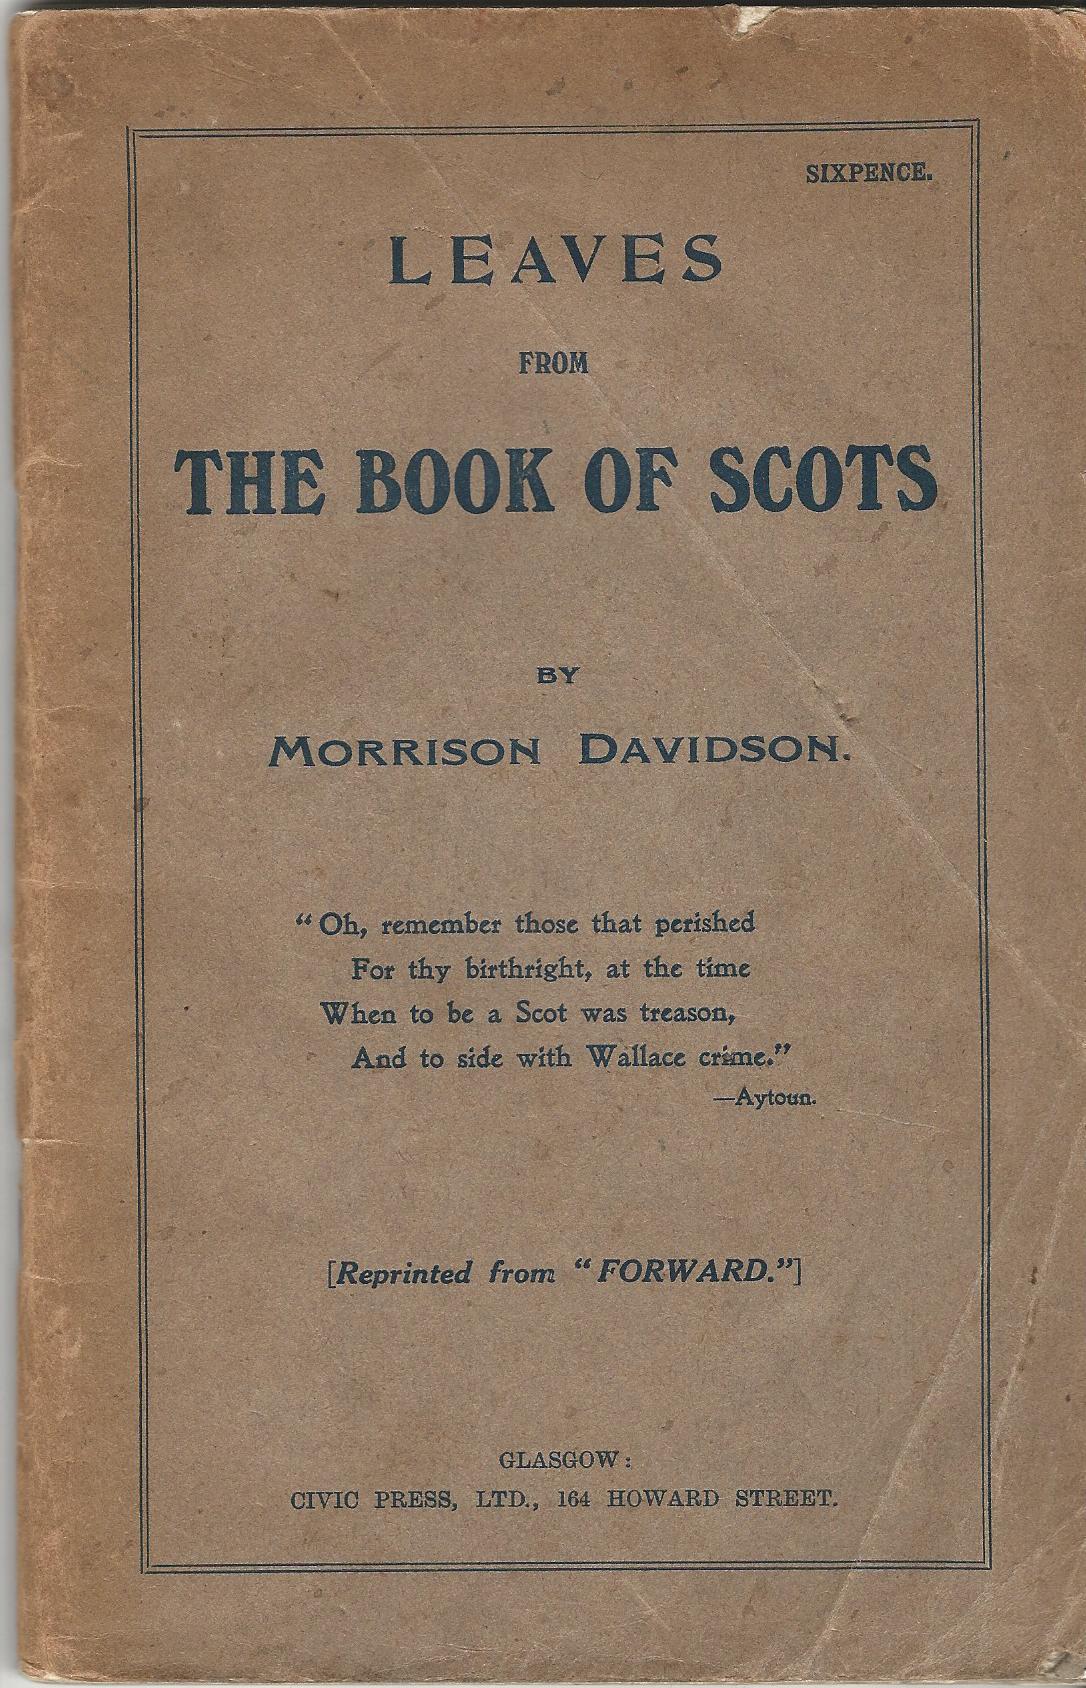 SIXPENCE.
LEAVES
FROM
THE BOOK OF SCOTS
BY
MORRISON DAVIDSON.
“Oh, remember those that perished
For thy birthright, at the time
When to be a Scot was treason,
And to side with Wallace crime.”
—Aytoun.
[Reprinted from “FORWARD.”]
GLASGOW:
CIVIC PRESS, LTD., 164 HOWARD STREET.